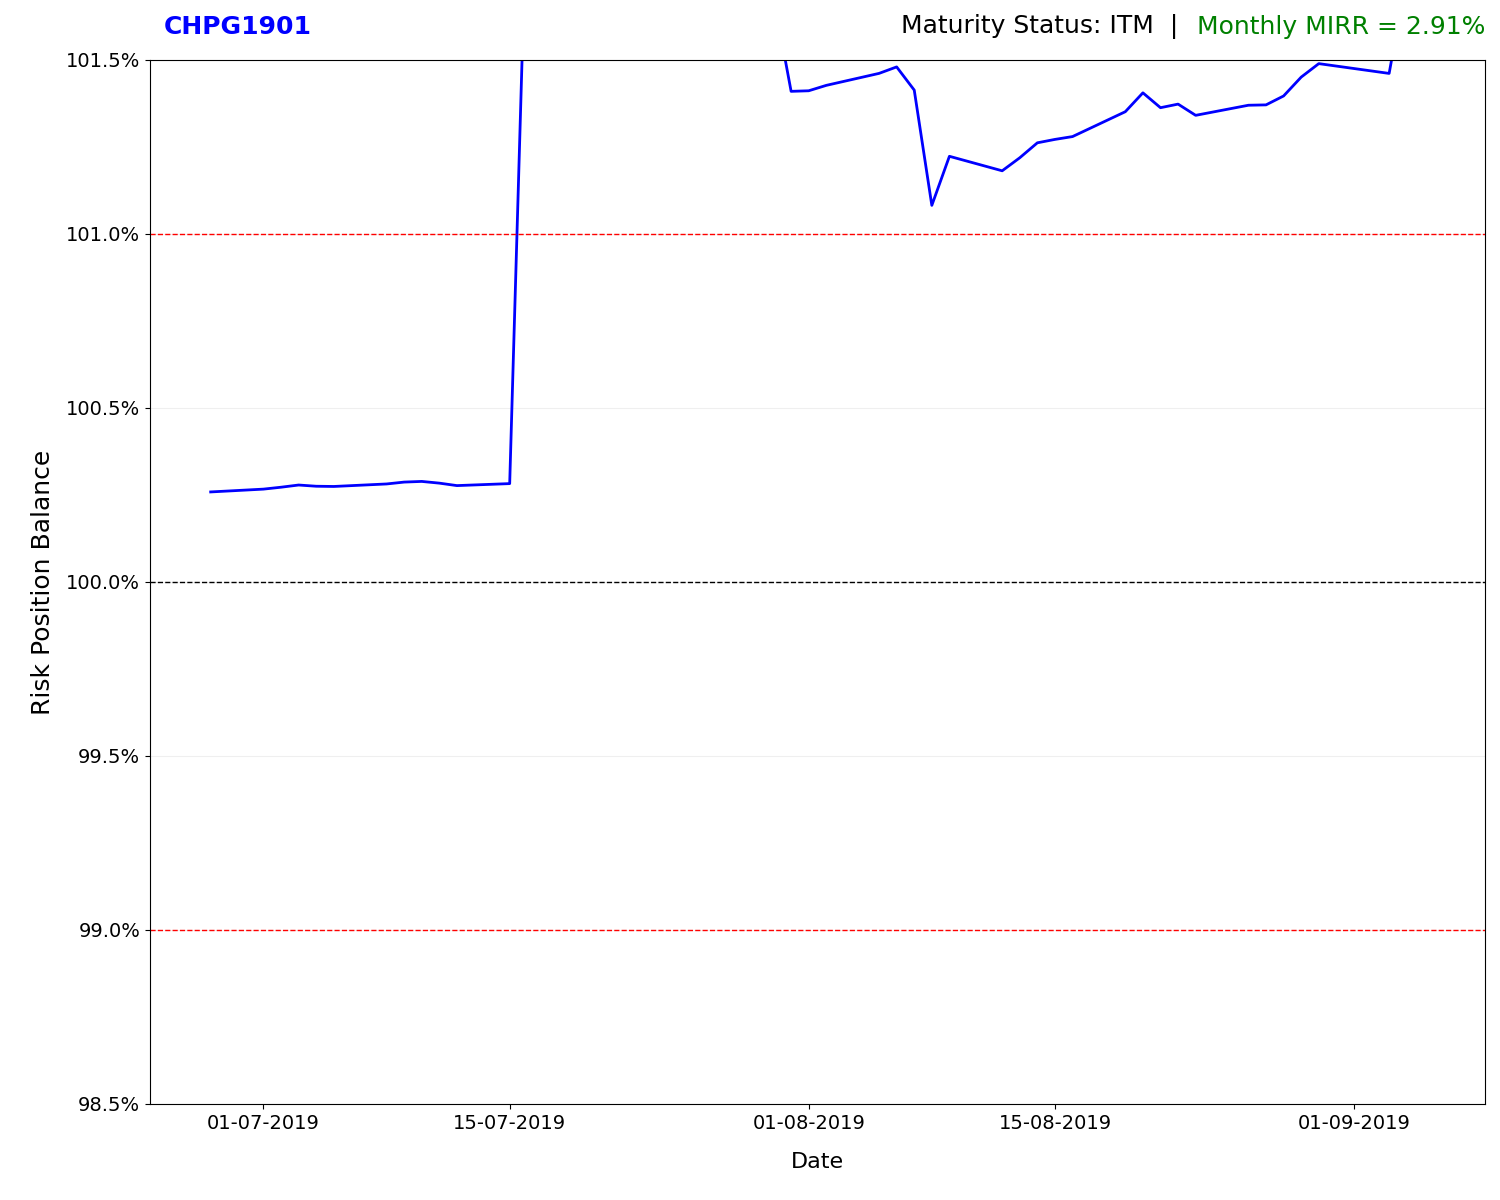 CHPG1901
Maturity Status: ITM | Monthly MIRR = 2.91%
101.5%
101.0%
100.5%
100.0%
99.5%
99.0%
98.5%
Risk Position Balance
01-07-2019 15-07-2019 01-08-2019 15-08-2019 01-09-2019
Date